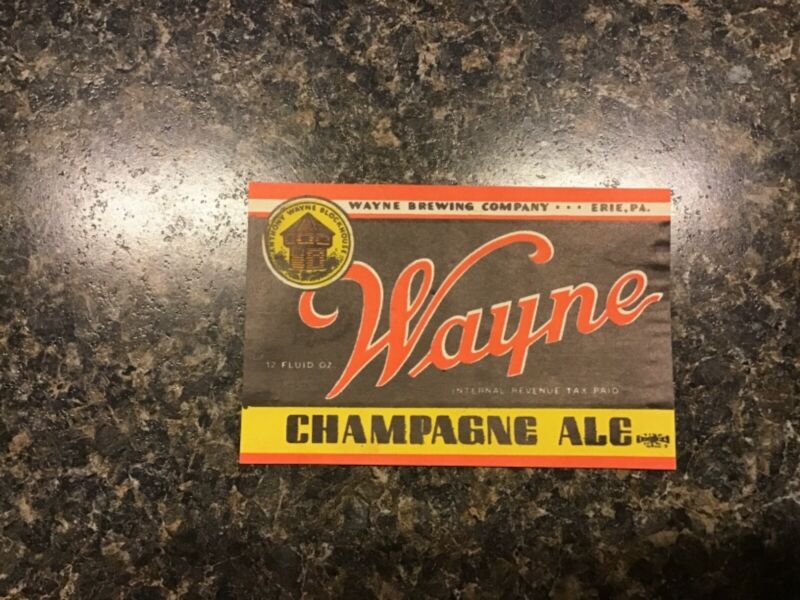 WAYNE BREWING COMPANY ··· ERIE, PA.
ANTHONY WAYNE BLOCKHOUSE
Wayne
12 FLUID OZ.
INTERNAL REVENUE TAX PAID
CHAMPAGNE ALE